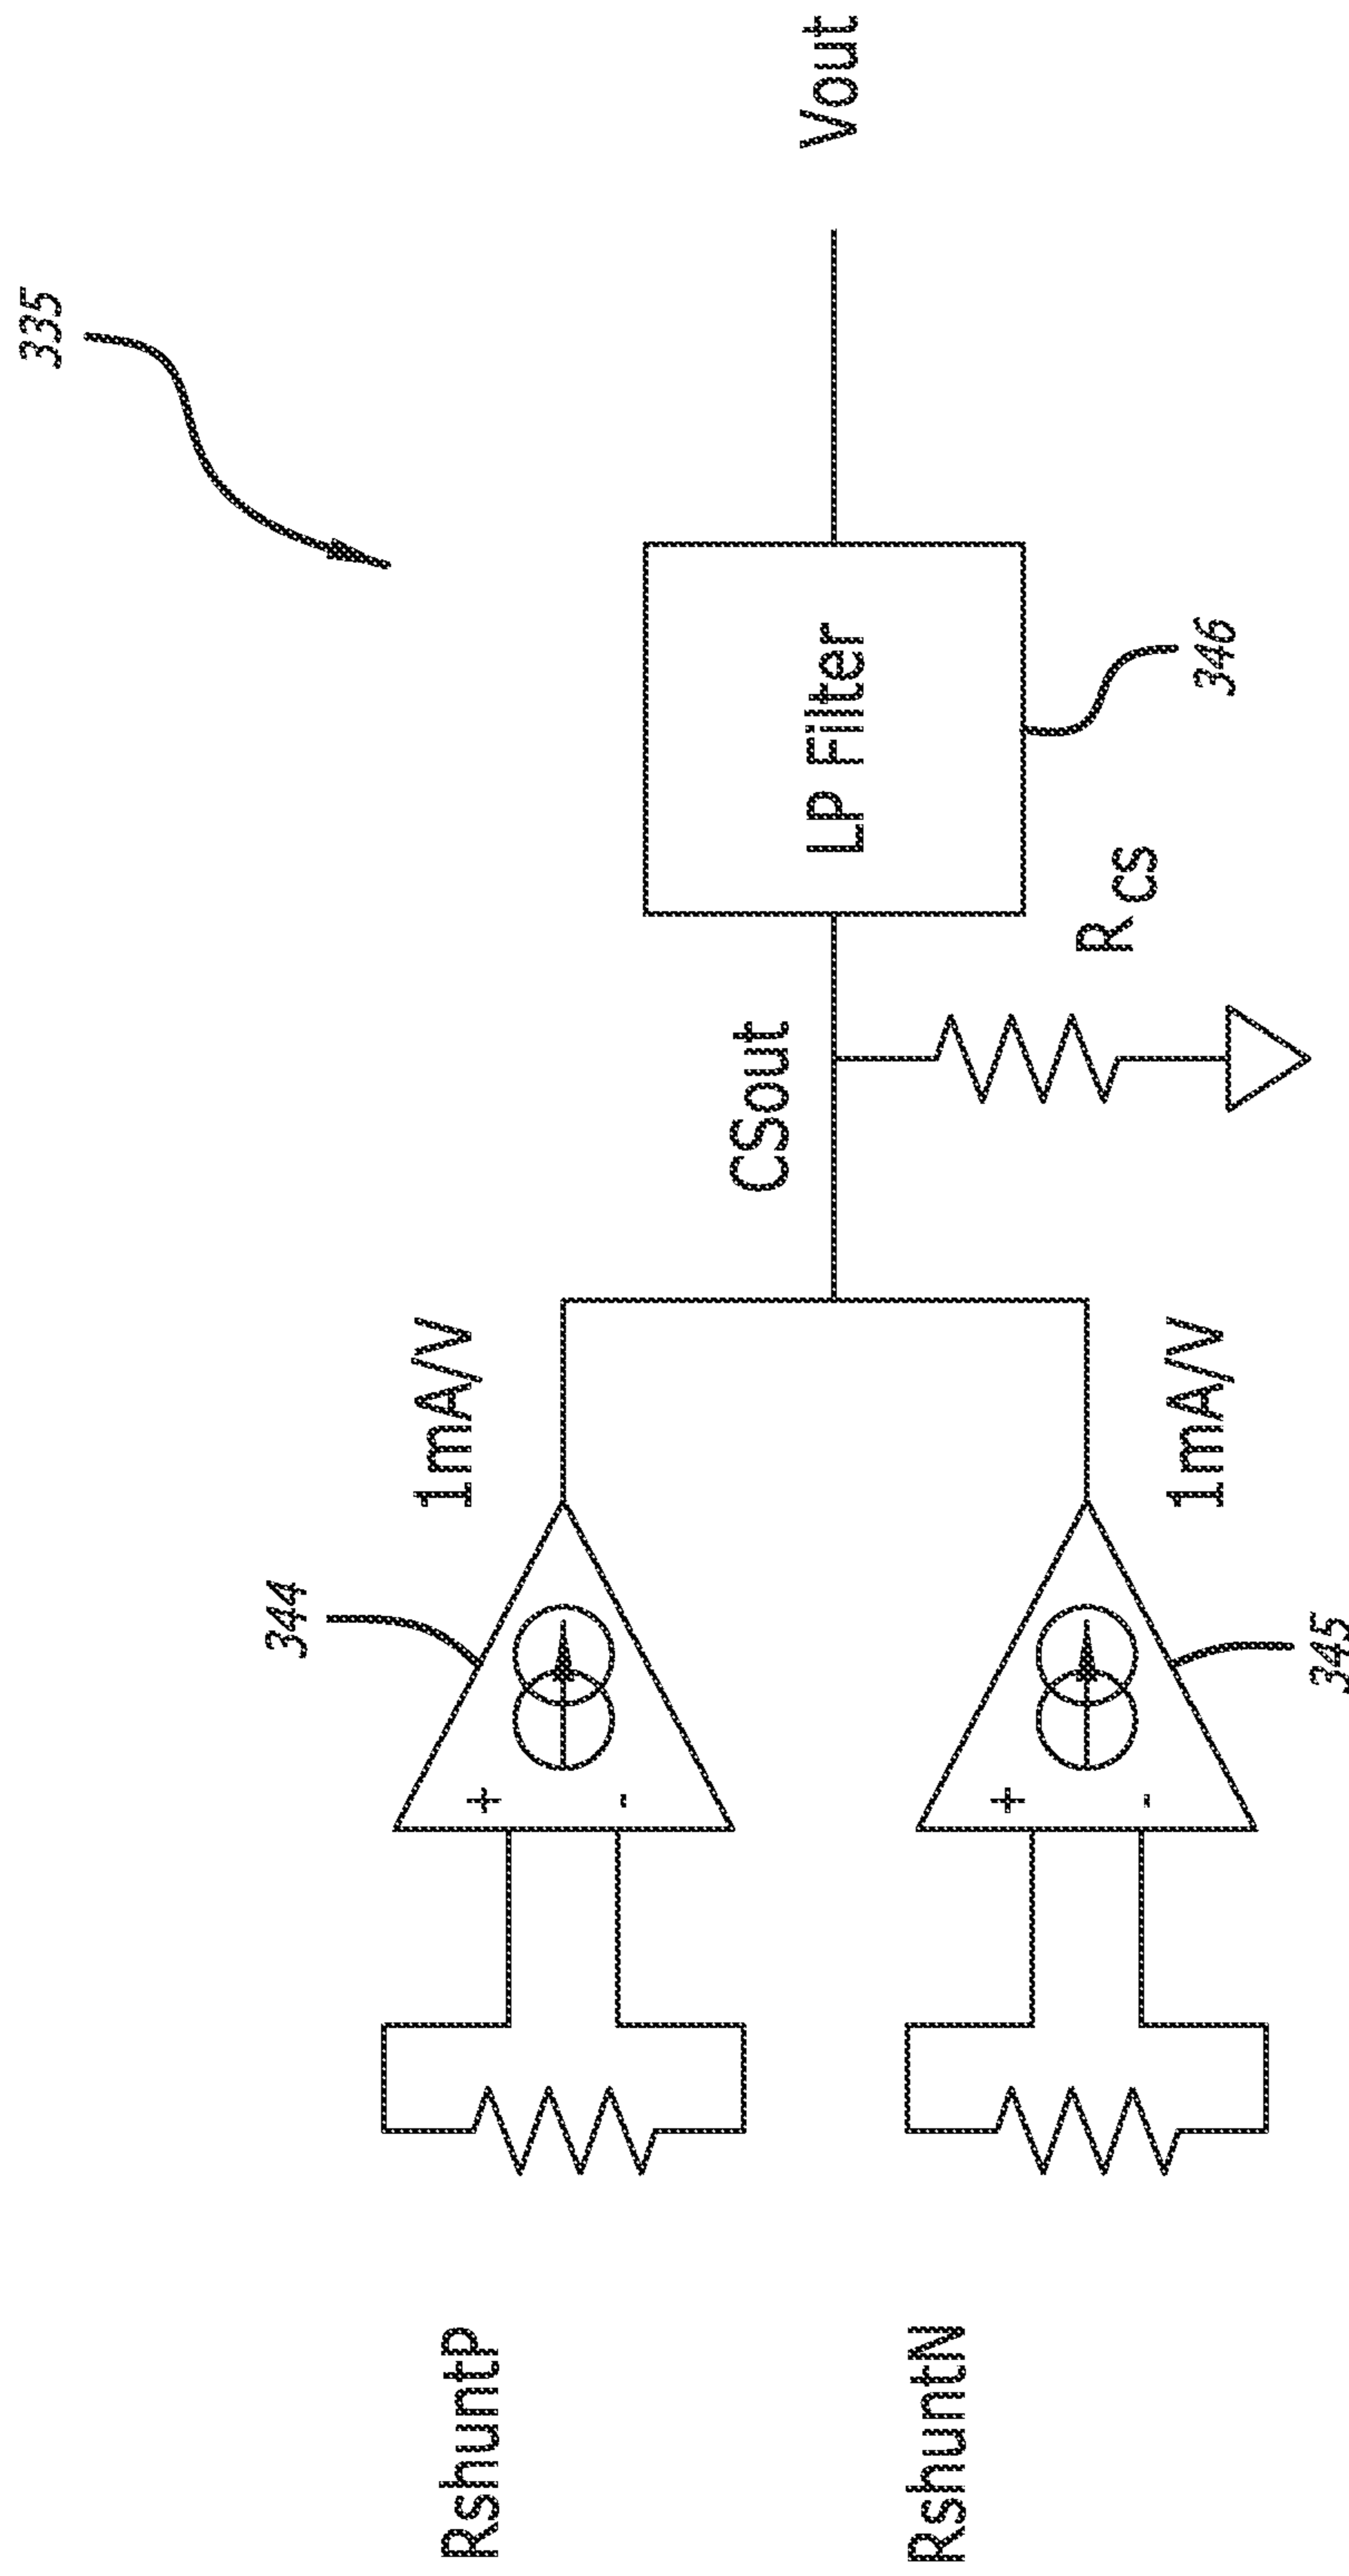 335
344
1mA/V
RshuntP
+
-
CSout
LP Filter
Vout
RCS
346
RshuntN
+
-
1mA/V
345